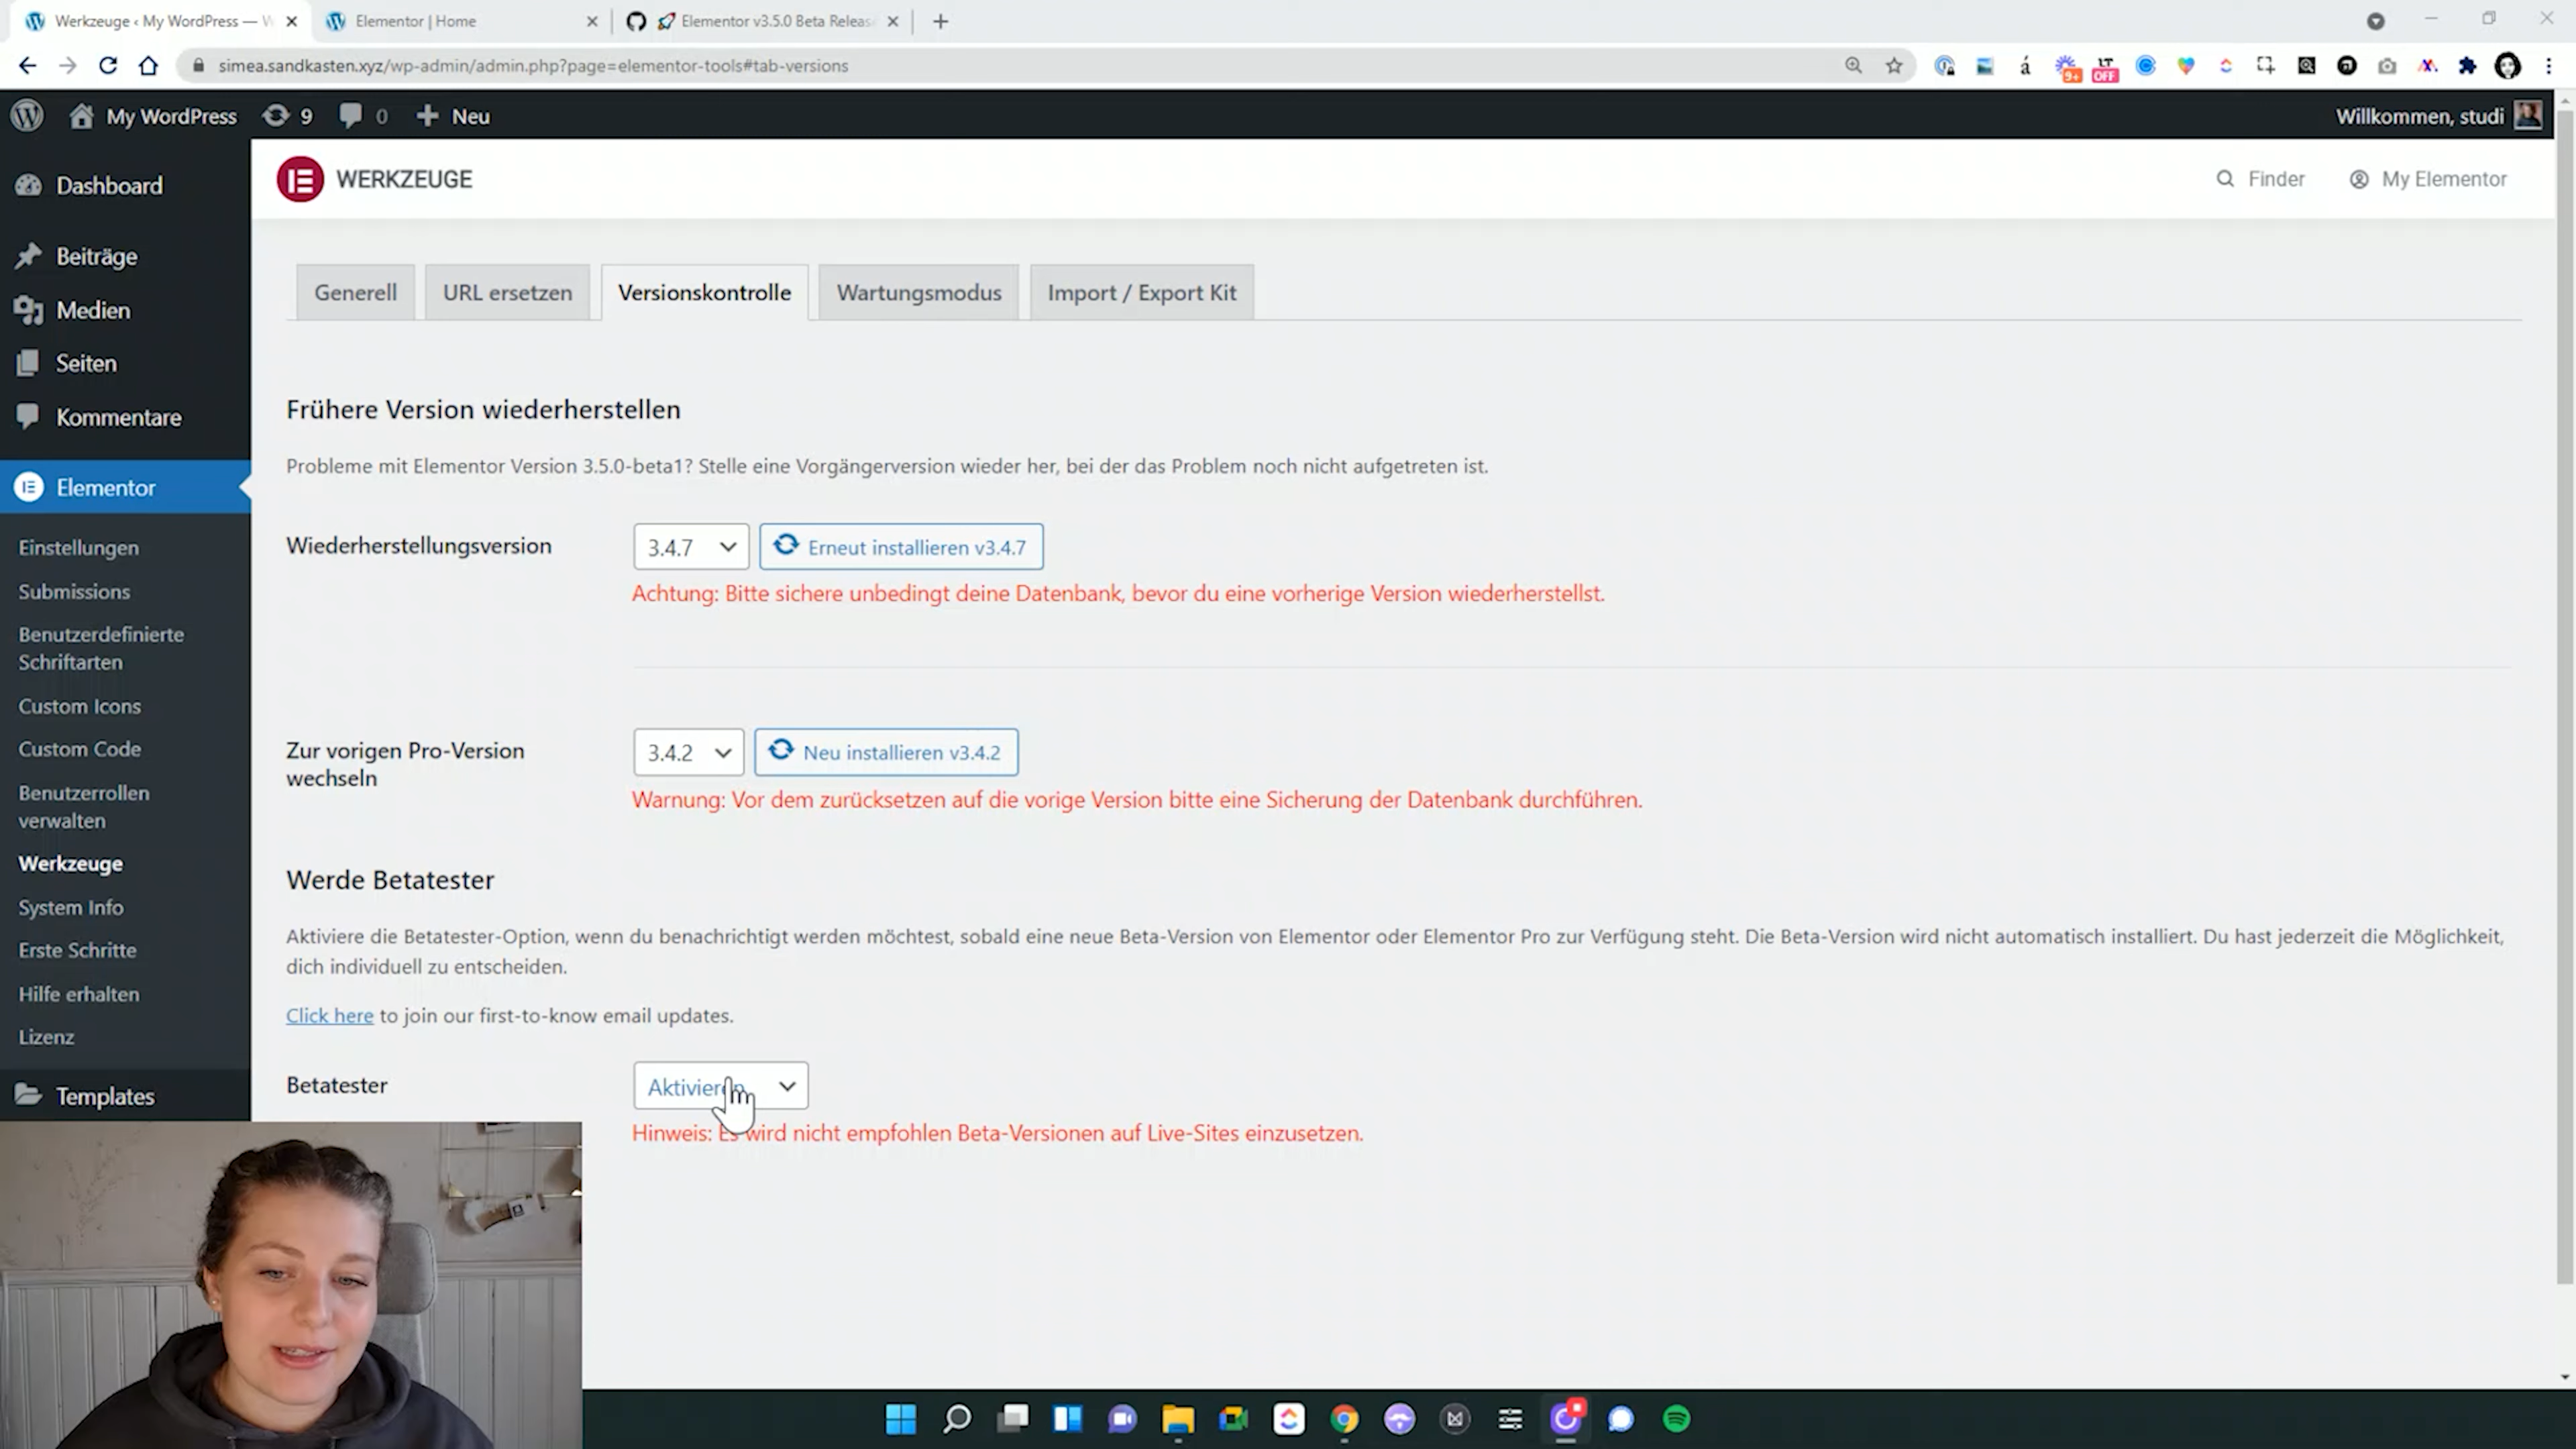 Werkzeuge ‹ My WordPress — W
Elementor | Home
Elementor v3.5.0 Beta Releas
simea.sandkasten.xyz/wp-admin/admin.php?page=elementor-tools#tab-versions
9+
LT
OFF
My WordPress
9
0
Neu
Willkommen, studi
WERKZEUGE
Finder
My Elementor
Dashboard
Beiträge
Medien
Seiten
Kommentare
Elementor
Einstellungen
Submissions
Benutzerdefinierte
Schriftarten
Custom Icons
Custom Code
Benutzerrollen
verwalten
Werkzeuge
System Info
Erste Schritte
Hilfe erhalten
Lizenz
Templates
Generell
URL ersetzen
Versionskontrolle
Wartungsmodus
Import / Export Kit
Frühere Version wiederherstellen
Probleme mit Elementor Version 3.5.0-beta1? Stelle eine Vorgängerversion wieder her, bei der das Problem noch nicht aufgetreten ist.
Wiederherstellungsversion
3.4.7
Erneut installieren v3.4.7
Achtung: Bitte sichere unbedingt deine Datenbank, bevor du eine vorherige Version wiederherstellst.
Zur vorigen Pro-Version
wechseln
3.4.2
Neu installieren v3.4.2
Warnung: Vor dem zurücksetzen auf die vorige Version bitte eine Sicherung der Datenbank durchführen.
Werde Betatester
Aktiviere die Betatester-Option, wenn du benachrichtigt werden möchtest, sobald eine neue Beta-Version von Elementor oder Elementor Pro zur Verfügung steht. Die Beta-Version wird nicht automatisch installiert. Du hast jederzeit die Möglichkeit,
dich individuell zu entscheiden.
Click here to join our first-to-know email updates.
Betatester
Aktivieren
Hinweis: Es wird nicht empfohlen Beta-Versionen auf Live-Sites einzusetzen.